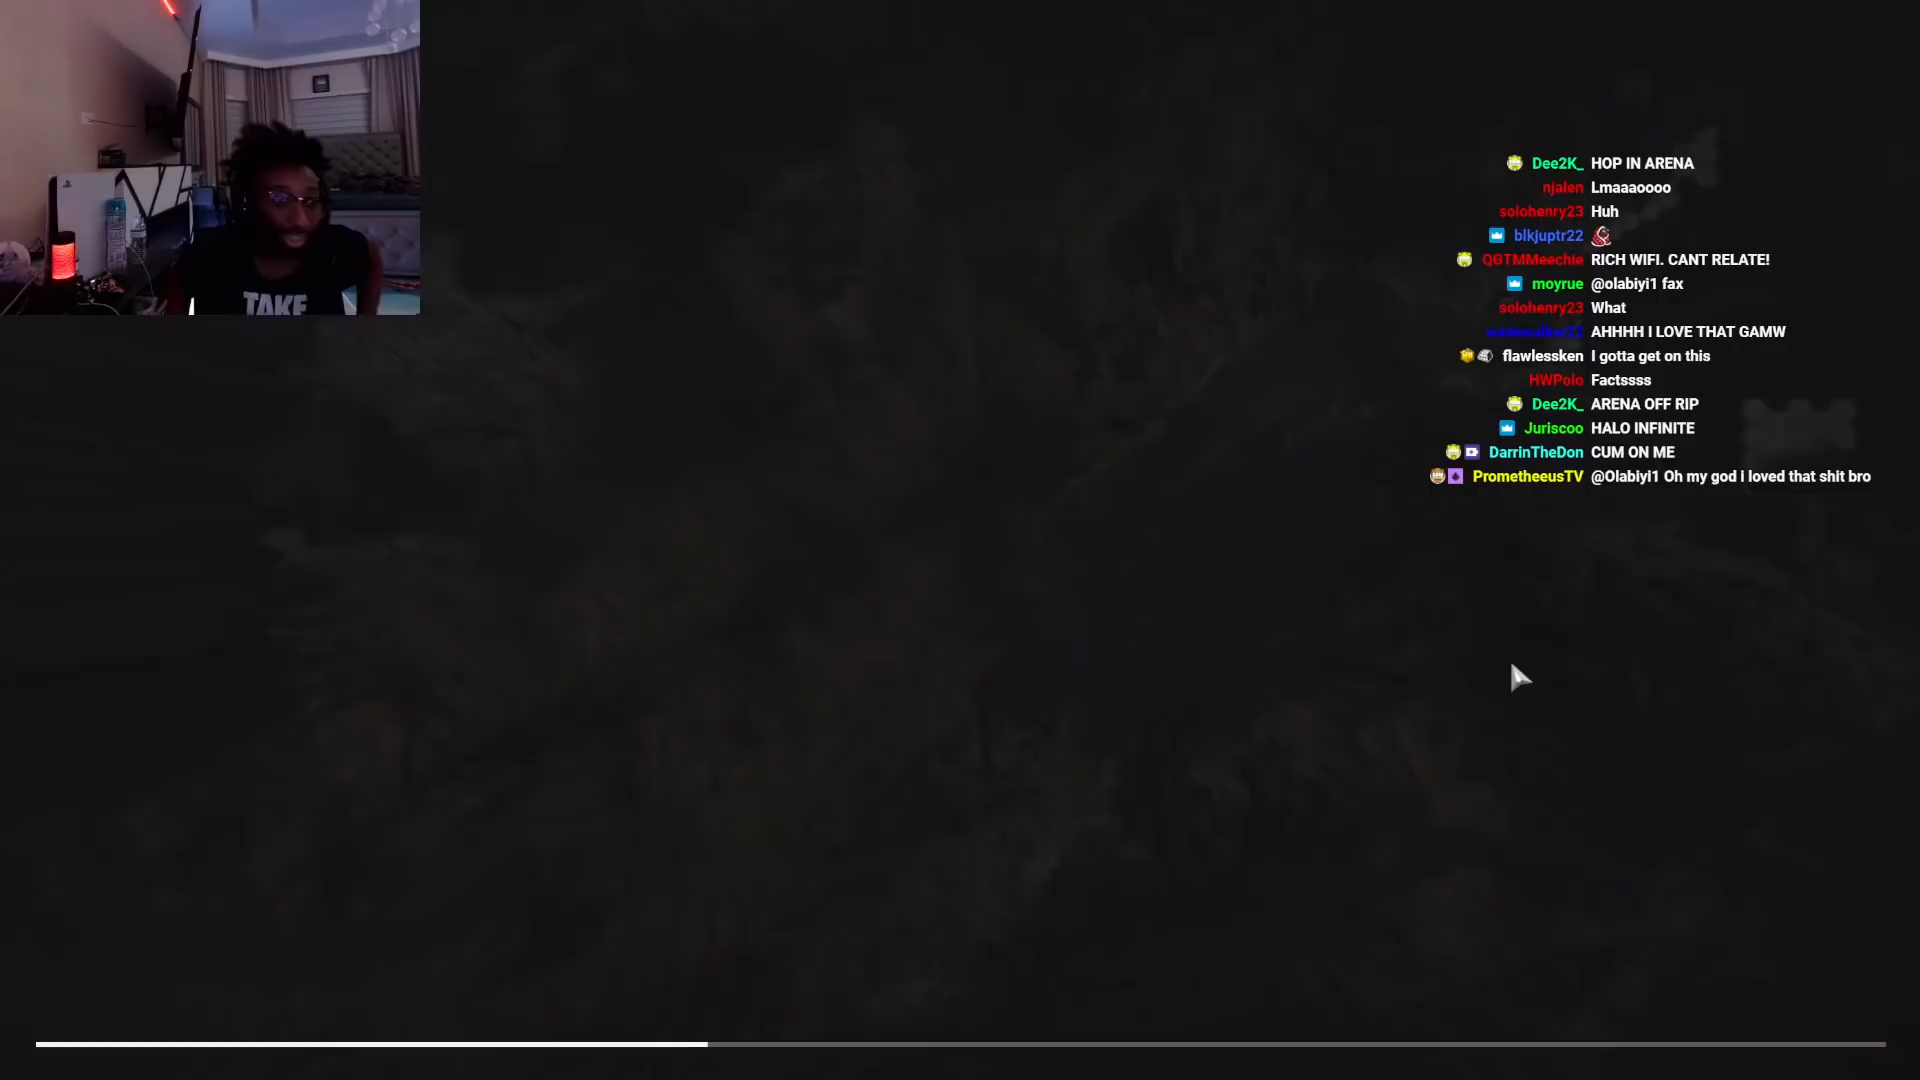 TAKE
Dee2K_ HOP IN ARENA
njalen Lmaaaoooo
solohenry23 Huh
blkjuptr22
QGTMMeechie RICH WIFI. CANT RELATE!
moyrue @olabiyi1 fax
solohenry23 What
wadewalker22 AHHHH I LOVE THAT GAMW
flawlessken I gotta get on this
HWPolo Factssss
Dee2K_ ARENA OFF RIP
Juriscoo HALO INFINITE
DarrinTheDon CUM ON ME
PrometheeusTV @Olabiyi1 Oh my god i loved that shit bro